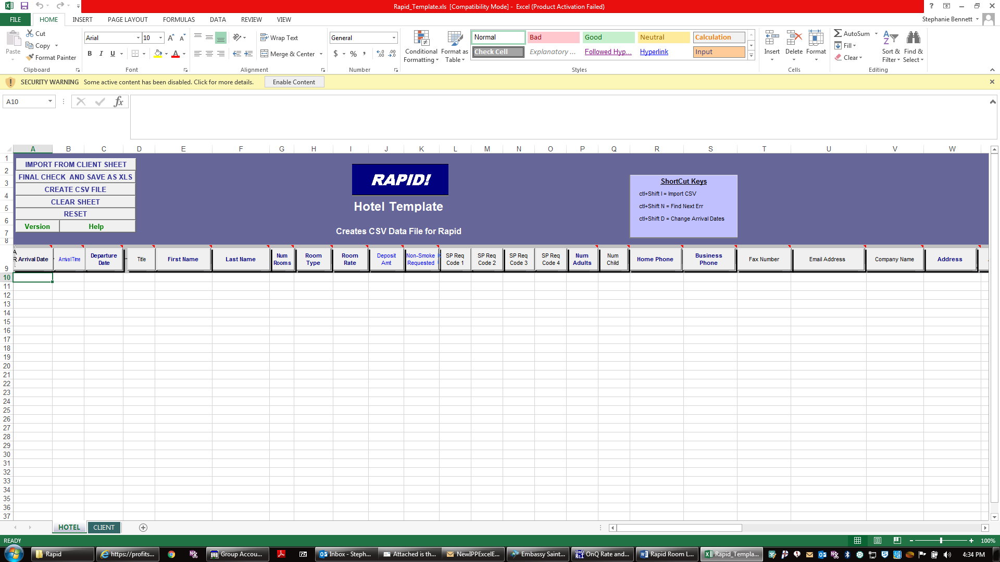 Rapid_Template.xls [Compatibility Mode] - Excel (Product Activation Failed)
FILE HOME INSERT PAGE LAYOUT FORMULAS DATA REVIEW VIEW Stephanie Bennett
Paste Cut Copy Format Painter Clipboard
Arial 10 B I U Font
Wrap Text Merge & Center Alignment
General $ % , Number
Conditional Formatting Format as Table
Normal Bad Good Neutral Calculation
Check Cell Explanatory ... Followed Hyp... Hyperlink Input
Styles
Insert Delete Format Cells
AutoSum Fill Clear Sort & Filter Find & Select Editing
SECURITY WARNING Some active content has been disabled. Click for more details. Enable Content
A10 fx
A B C D E F G H I J K L M N O P Q R S T U V W
1
2
3
4
5
6
7
8
9
IMPORT FROM CLIENT SHEET
FINAL CHECK AND SAVE AS XLS
CREATE CSV FILE
CLEAR SHEET
RESET
Version Help
RAPID!
Hotel Template
Creates CSV Data File for Rapid
ShortCut Keys
ctl+Shift I = Import CSV
ctl+Shift N = Find Next Err
ctl+Shift D = Change Arrival Dates
Arrival Date Arrival Time Departure Date Title First Name Last Name Num Rooms Room Type Room Rate Deposit Amt Non-Smoke Requested SP Req Code 1 SP Req Code 2 SP Req Code 3 SP Req Code 4 Num Adults Num Child Home Phone Business Phone Fax Number Email Address Company Name Address
10
11
12
13
14
15
16
17
18
19
20
21
22
23
24
25
26
27
28
29
30
31
32
33
34
35
36
37
HOTEL CLIENT
READY 100%
Rapid https://profits... Group Accou... Inbox - Steph... Attached is th... NewIPPExcelE... Embassy Saint... OnQ Rate and... Rapid Room L... Rapid_Templa... 4:34 PM